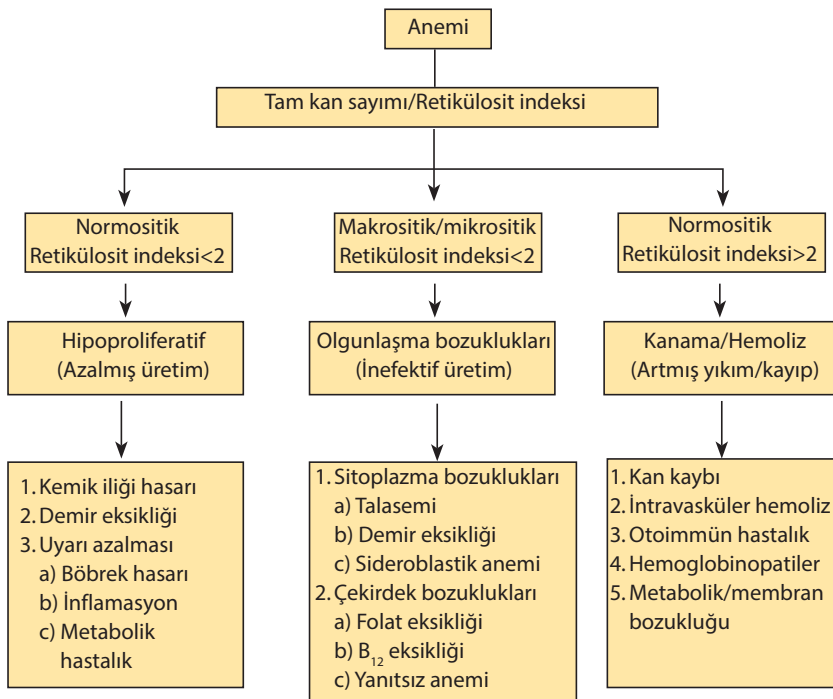 Anemi
Tam kan sayımı/Retikülosit indeksi
Normositik
Retikülosit indeksi<2
Makrositik/mikrositik
Retikülosit indeksi<2
Normositik
Retikülosit indeksi>2
Hipoproliferatif
(Azalmış üretim)
Olgunlaşma bozuklukları
(İnefektif üretim)
Kanama/Hemoliz
(Artmış yıkım/kayıp)
1. Kemik iliği hasarı
2. Demir eksikliği
3. Uyarı azalması
a) Böbrek hasarı
b) İnflamasyon
c) Metabolik
hastalık
1. Sitoplazma bozuklukları
a) Talasemi
b) Demir eksikliği
c) Sideroblastik anemi
2. Çekirdek bozuklukları
a) Folat eksikliği
b) B₁₂ eksikliği
c) Yanıtsız anemi
1. Kan kaybı
2. İntravasküler hemoliz
3. Otoimmün hastalık
4. Hemoglobinopatiler
5. Metabolik/membran
bozukluğu